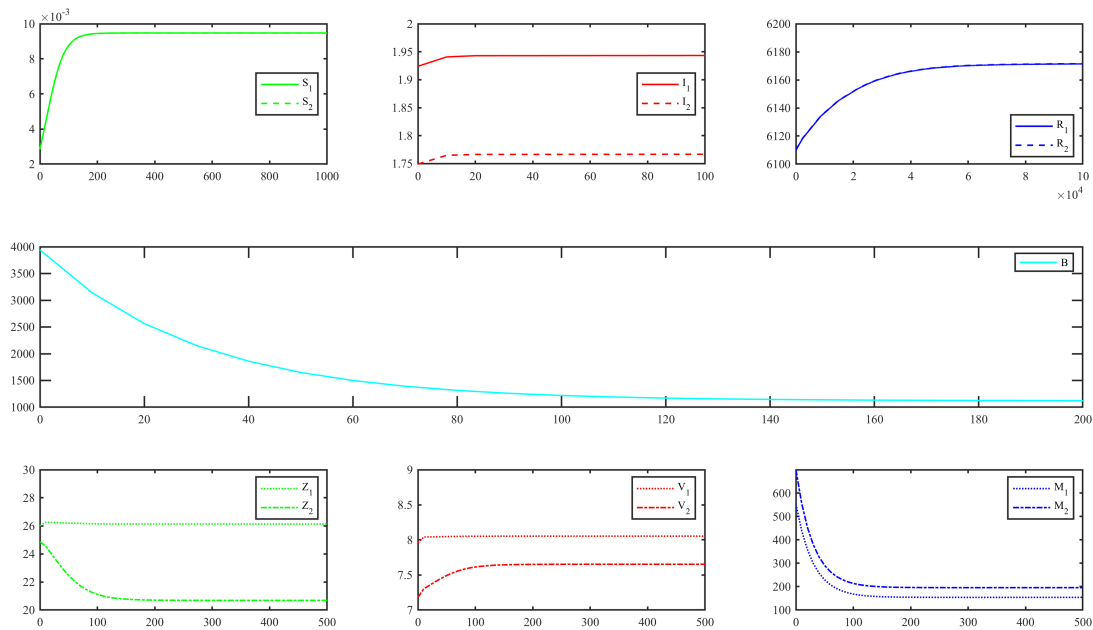 ×10⁻³
10
8
6
4
2
0 200 400 600 800 1000
S₁
S₂
2
1.95
1.9
1.85
1.8
1.75
0 20 40 60 80 100
I₁
I₂
6200
6180
6160
6140
6120
6100
0 2 4 6 8 10
×10⁴
R₁
R₂
4000
3500
3000
2500
2000
1500
1000
0 20 40 60 80 100 120 140 160 180 200
B
30
28
26
24
22
20
0 100 200 300 400 500
Z₁
Z₂
9
8.5
8
7.5
7
0 100 200 300 400 500
V₁
V₂
600
500
400
300
200
100
0 100 200 300 400 500
M₁
M₂